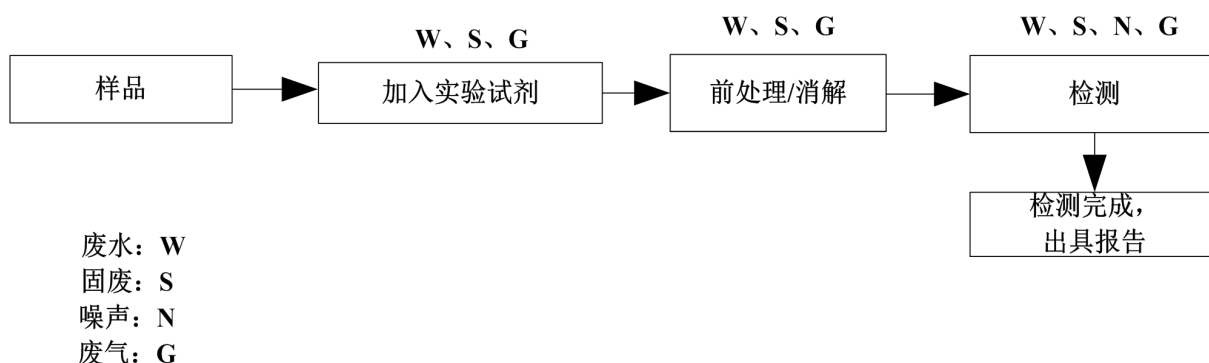 W、S、G
W、S、G
W、S、N、G
样品
加入实验试剂
前处理/消解
检测
检测完成，
出具报告
废水：W
固废：S
噪声：N
废气：G